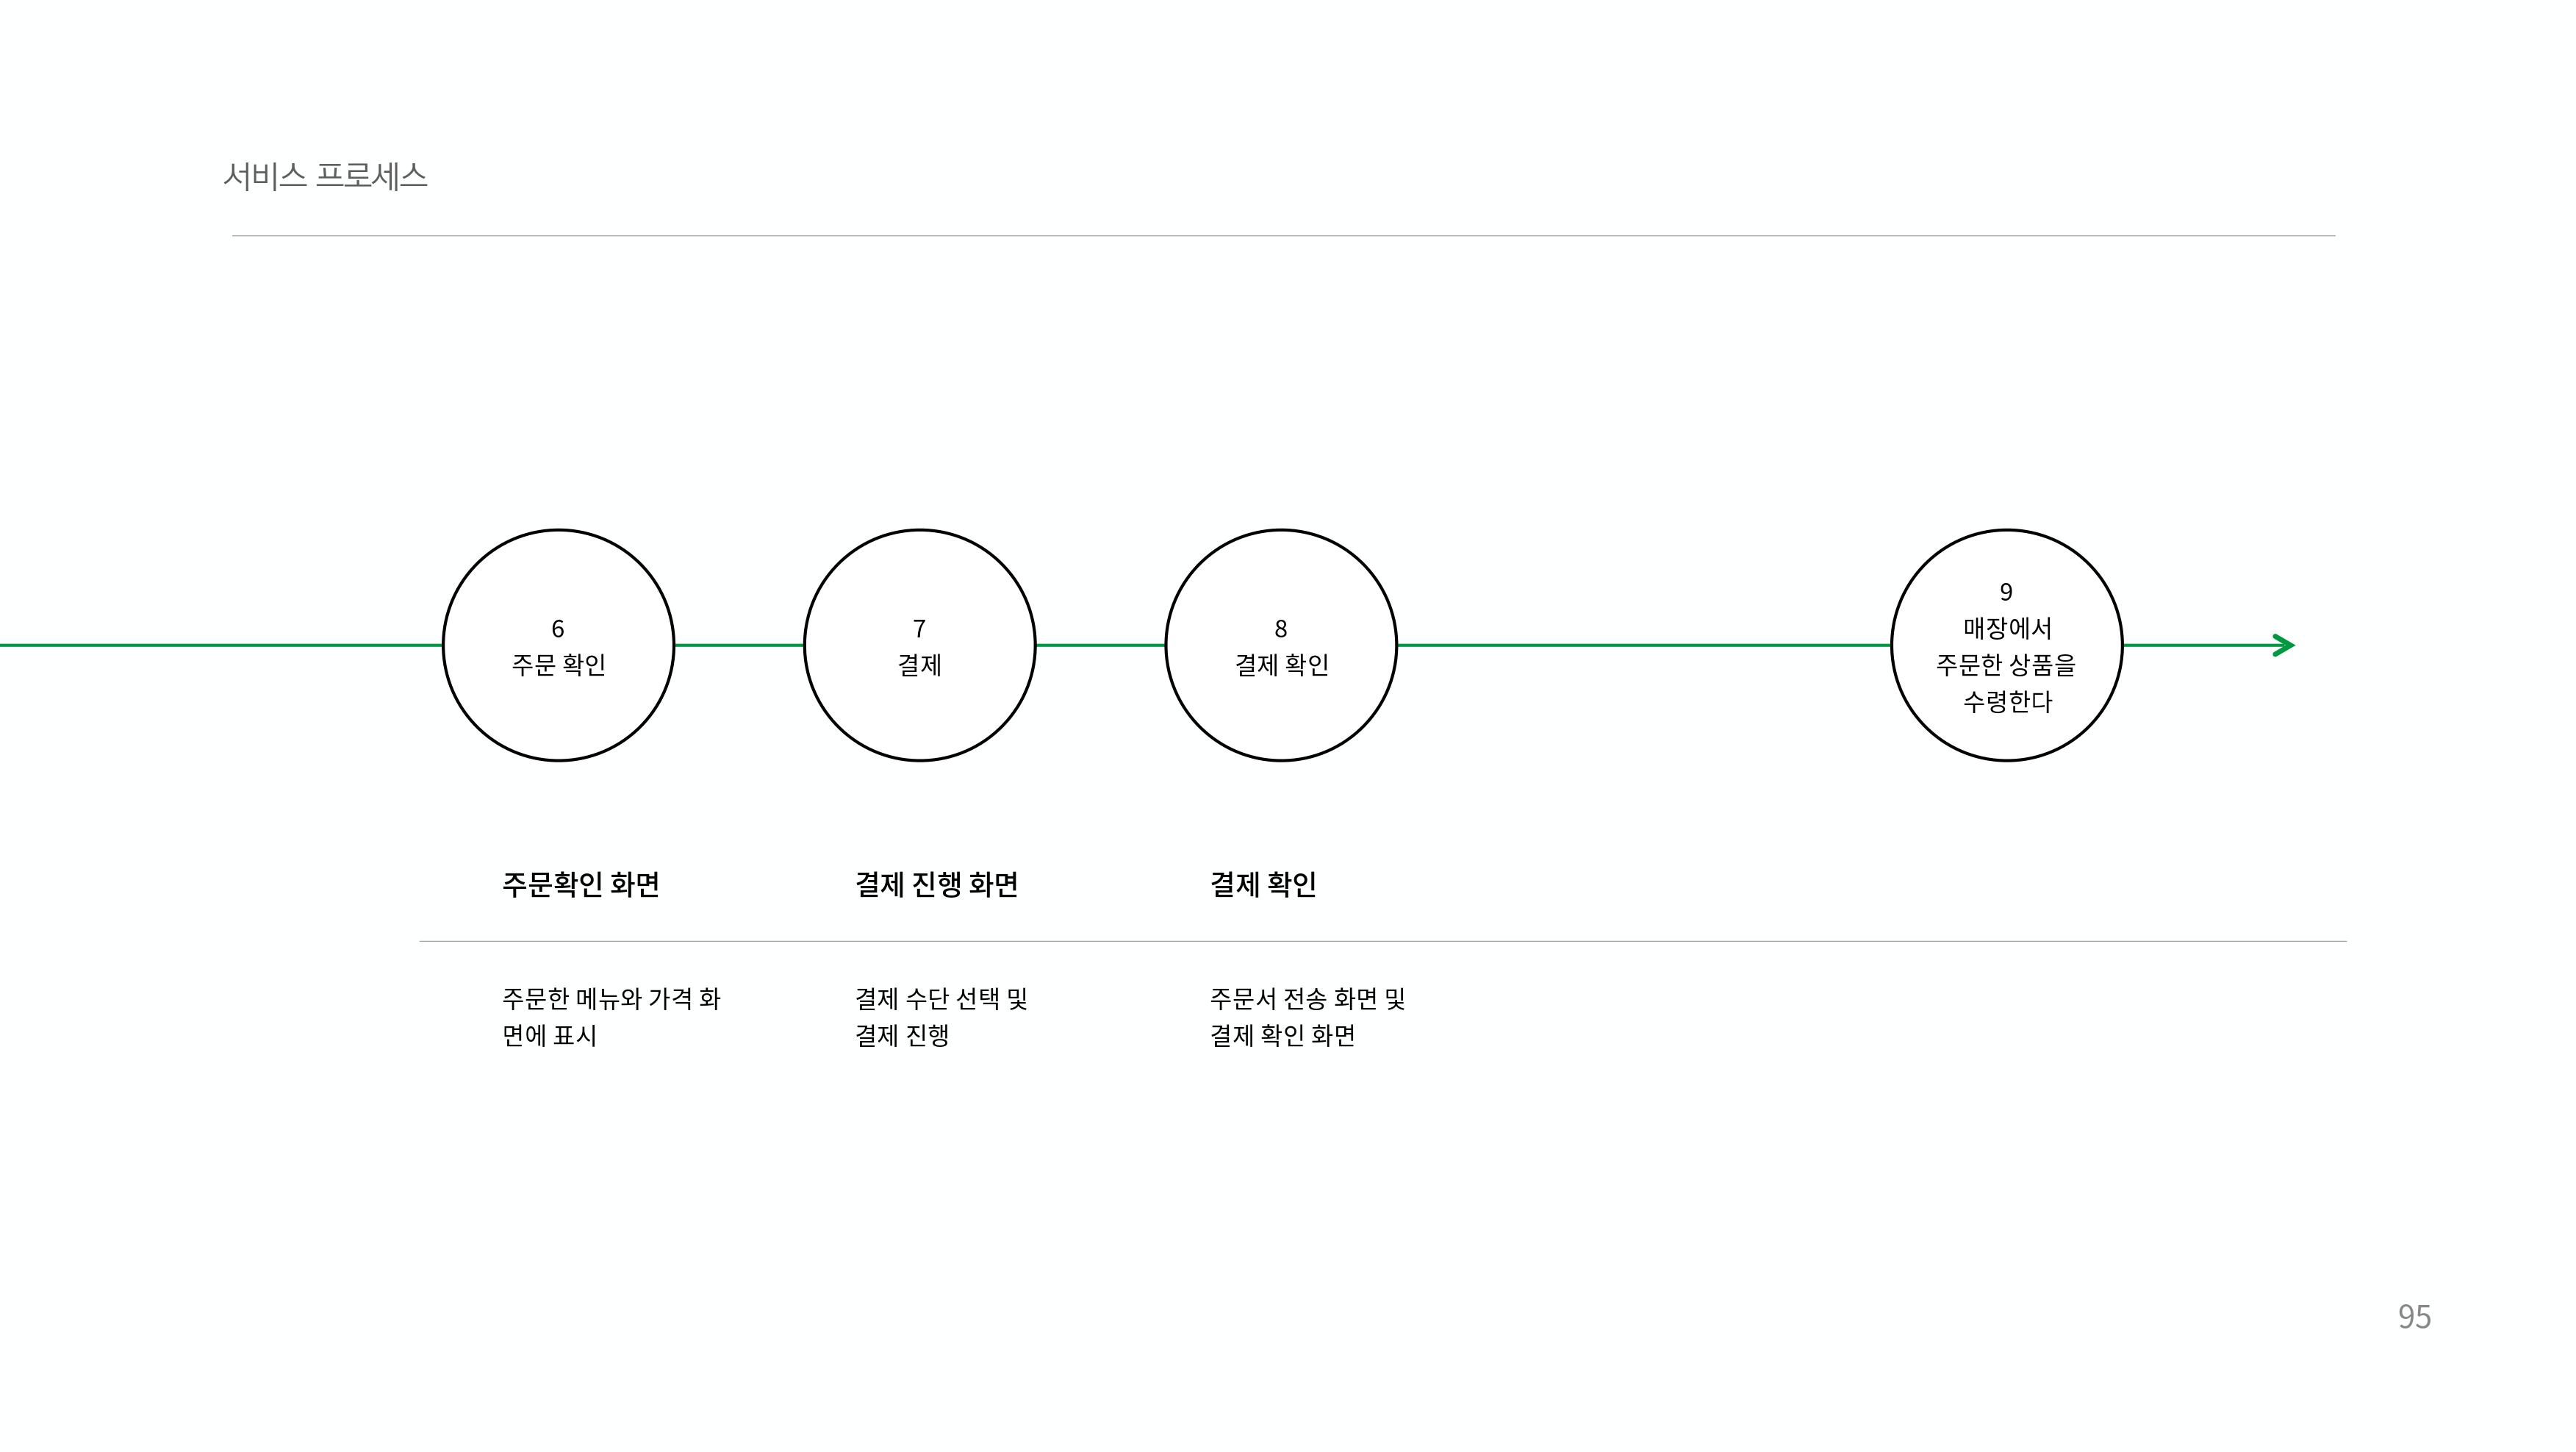 서비스 프로세스
6
주문 확인
7
결제
8
결제 확인
9
매장에서
주문한 상품을
수령한다
주문확인 화면
결제 진행 화면
결제 확인
주문한 메뉴와 가격 화
면에 표시
결제 수단 선택 및
결제 진행
주문서 전송 화면 및
결제 확인 화면
95